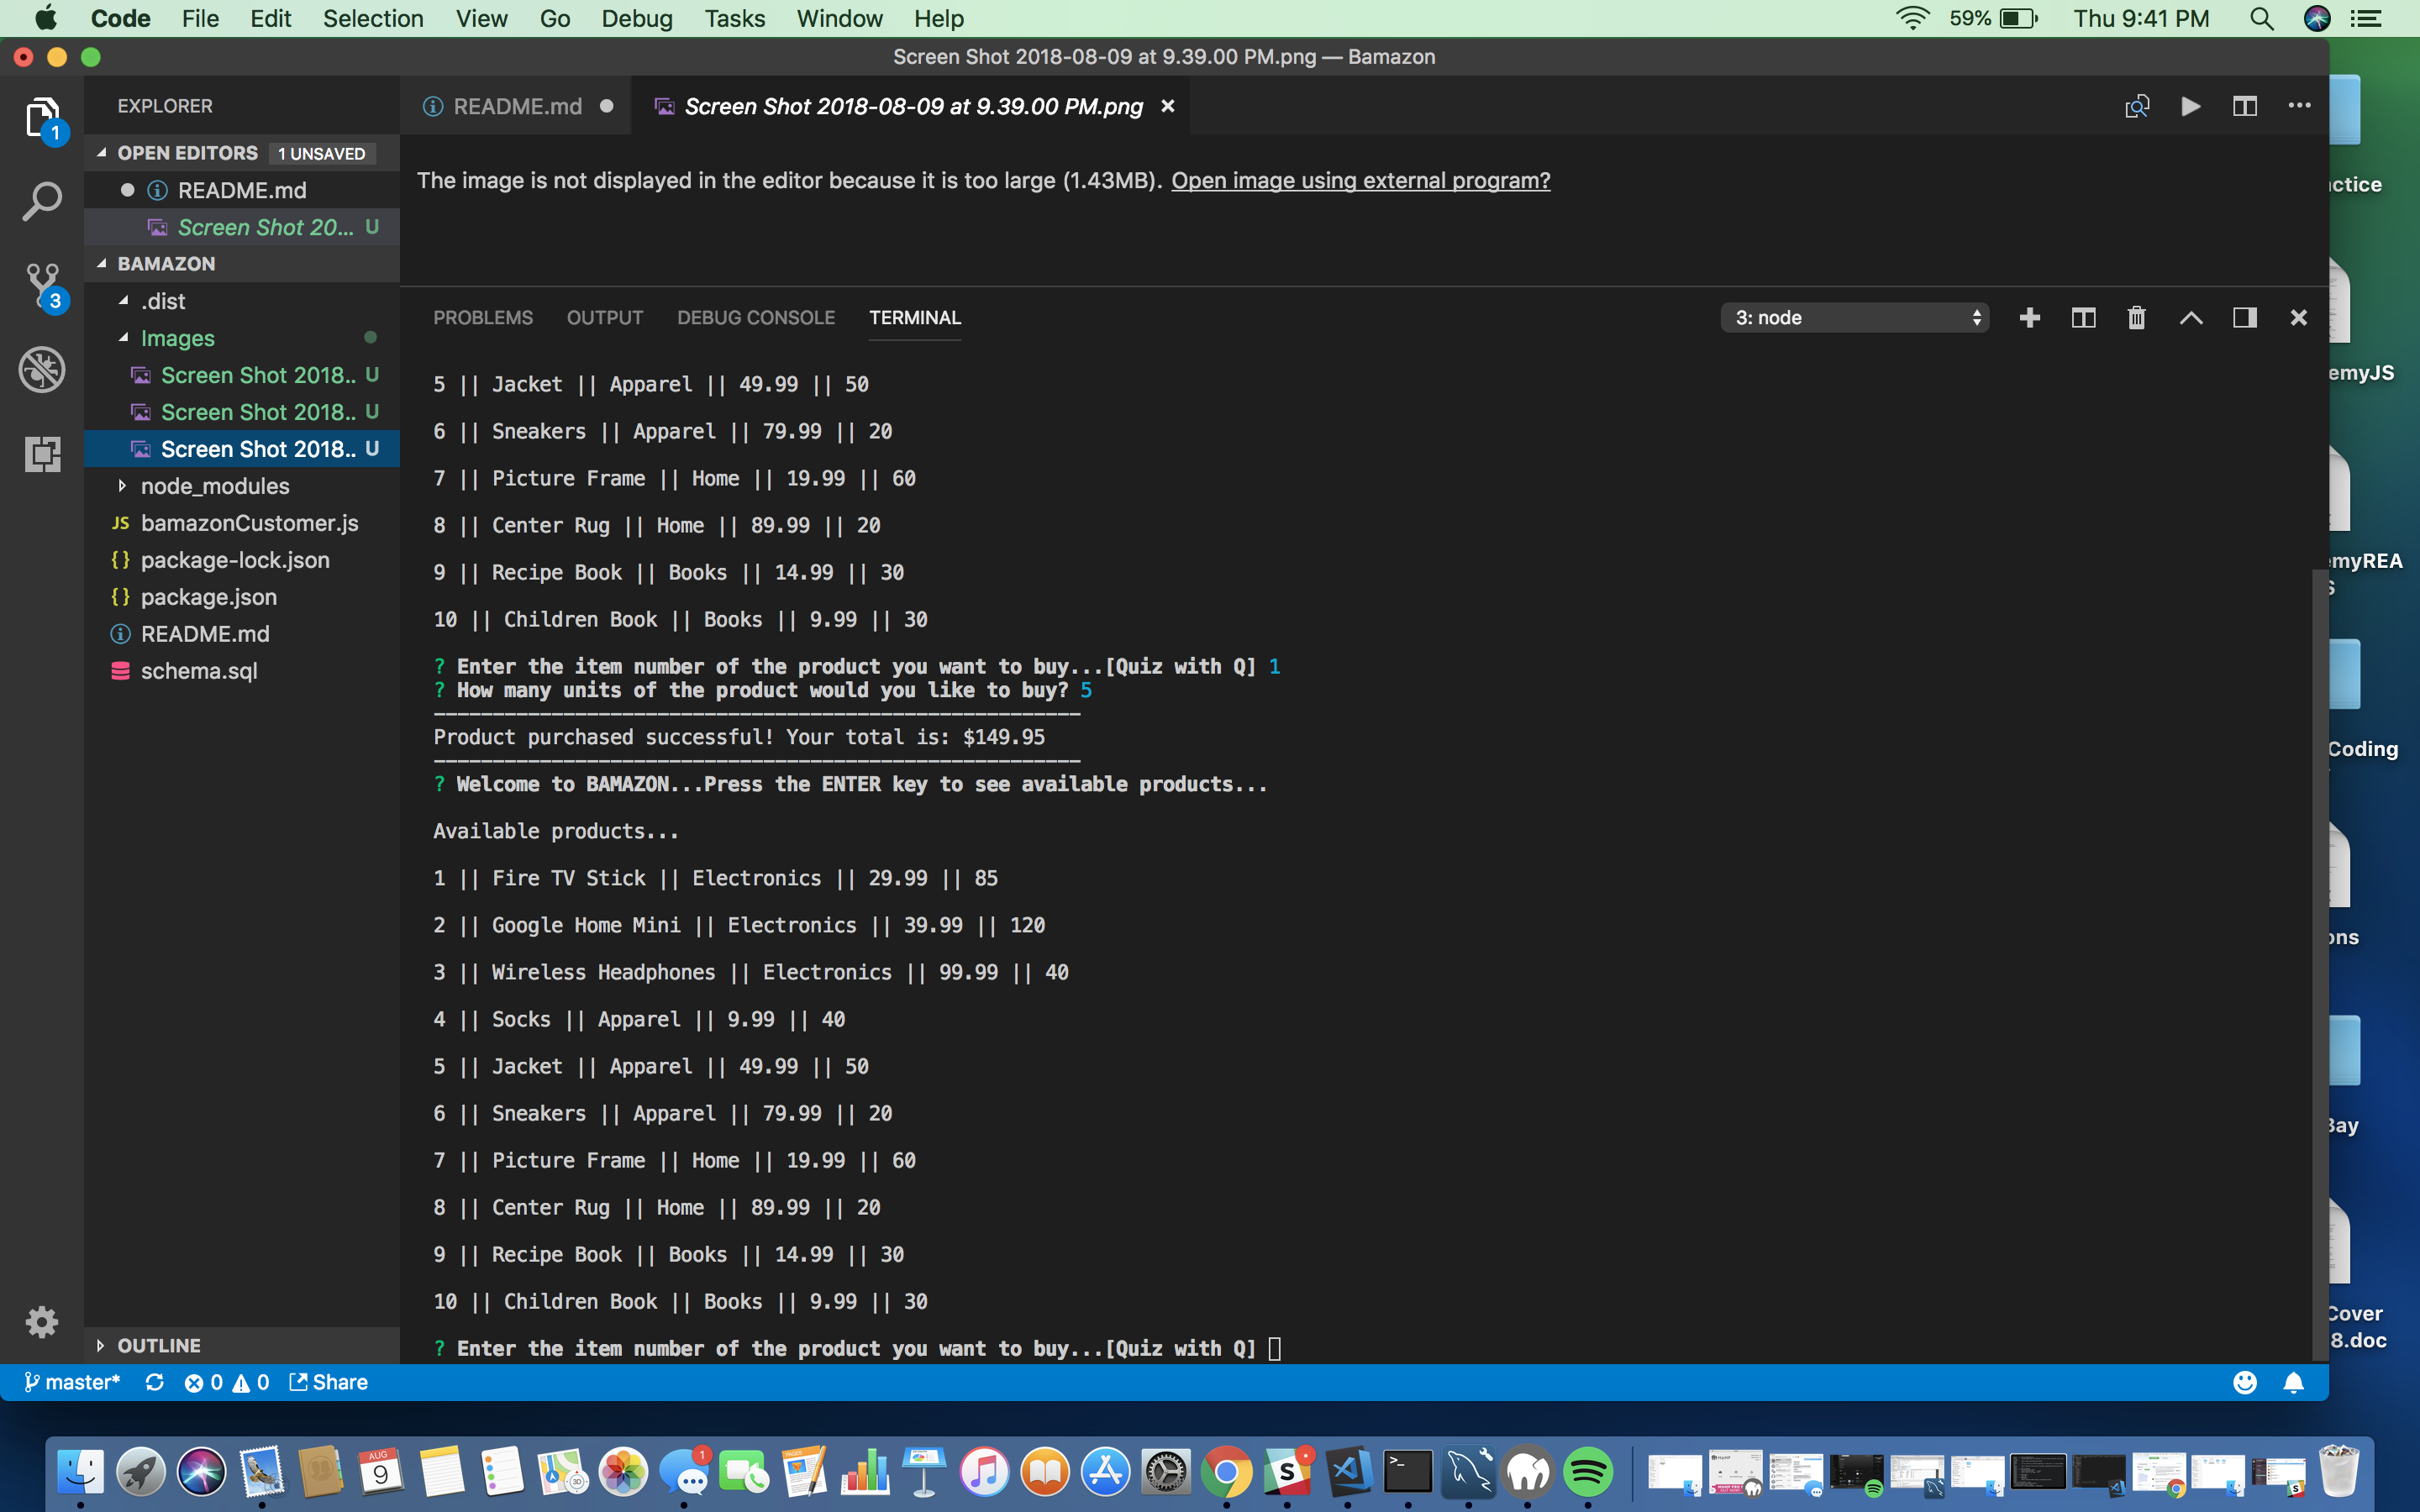 Code File Edit Selection View Go Debug Tasks Window Help 59% Thu 9:41 PM
Screen Shot 2018-08-09 at 9.39.00 PM.png — Bamazon
EXPLORER
README.md
Screen Shot 2018-08-09 at 9.39.00 PM.png
1
OPEN EDITORS 1 UNSAVED
README.md
Screen Shot 20... U
BAMAZON
3
.dist
Images
Screen Shot 2018.. U
Screen Shot 2018.. U
Screen Shot 2018.. U
node_modules
JS bamazonCustomer.js
{} package-lock.json
{} package.json
README.md
schema.sql
OUTLINE
The image is not displayed in the editor because it is too large (1.43MB). Open image using external program?
PROBLEMS OUTPUT DEBUG CONSOLE TERMINAL 3: node
5 || Jacket || Apparel || 49.99 || 50
6 || Sneakers || Apparel || 79.99 || 20
7 || Picture Frame || Home || 19.99 || 60
8 || Center Rug || Home || 89.99 || 20
9 || Recipe Book || Books || 14.99 || 30
10 || Children Book || Books || 9.99 || 30
? Enter the item number of the product you want to buy...[Quiz with Q] 1
? How many units of the product would you like to buy? 5
-------------------------------------------------------
Product purchased successful! Your total is: $149.95
-------------------------------------------------------
? Welcome to BAMAZON...Press the ENTER key to see available products...
Available products...
1 || Fire TV Stick || Electronics || 29.99 || 85
2 || Google Home Mini || Electronics || 39.99 || 120
3 || Wireless Headphones || Electronics || 99.99 || 40
4 || Socks || Apparel || 9.99 || 40
5 || Jacket || Apparel || 49.99 || 50
6 || Sneakers || Apparel || 79.99 || 20
7 || Picture Frame || Home || 19.99 || 60
8 || Center Rug || Home || 89.99 || 20
9 || Recipe Book || Books || 14.99 || 30
10 || Children Book || Books || 9.99 || 30
? Enter the item number of the product you want to buy...[Quiz with Q]
master* 0 0 Share
ctice
emyJS
myREA
S
Coding
ons
Bay
Cover
8.doc
AUG
9
PAGES
3D
1
S
>_